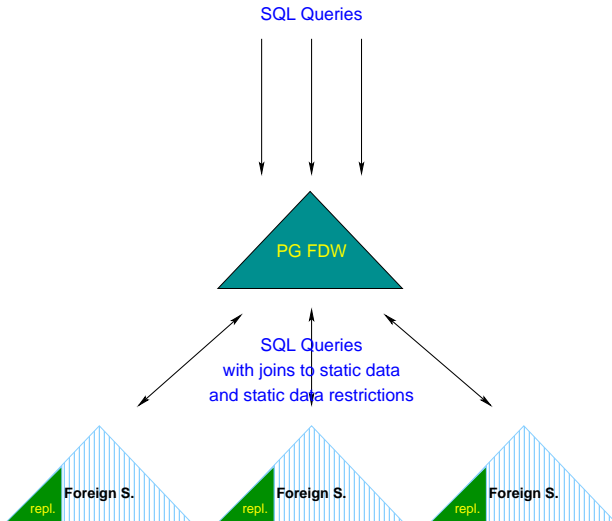 SQL Queries
PG FDW
SQL Queries
with joins to static data
and static data restrictions
Foreign S.
repl.
Foreign S.
repl.
Foreign S.
repl.